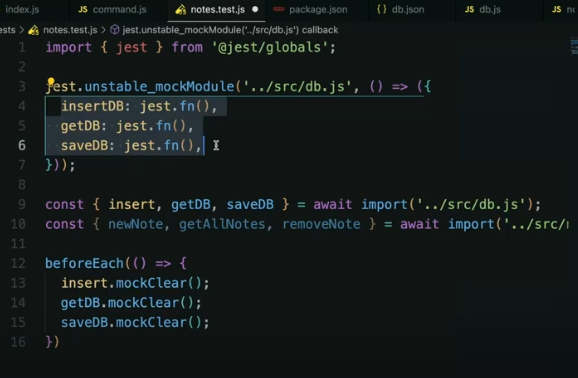 index.js
JS command.js
notes.test.js
package.json
{ } db.json
JS db.js
JS
ests > notes.test.js > jest.unstable_mockModule('../src/db.js') callback
1 import { jest } from '@jest/globals';
2
3 jest.unstable_mockModule('../src/db.js', () => ({
4 insertDB: jest.fn(),
5 getDB: jest.fn(),
6 saveDB: jest.fn(),
7 }));
8
9 const { insert, getDB, saveDB } = await import('../src/db.js');
10 const { newNote, getAllNotes, removeNote } = await import('../src/
11
12 beforeEach(() => {
13 insert.mockClear();
14 getDB.mockClear();
15 saveDB.mockClear();
16 })